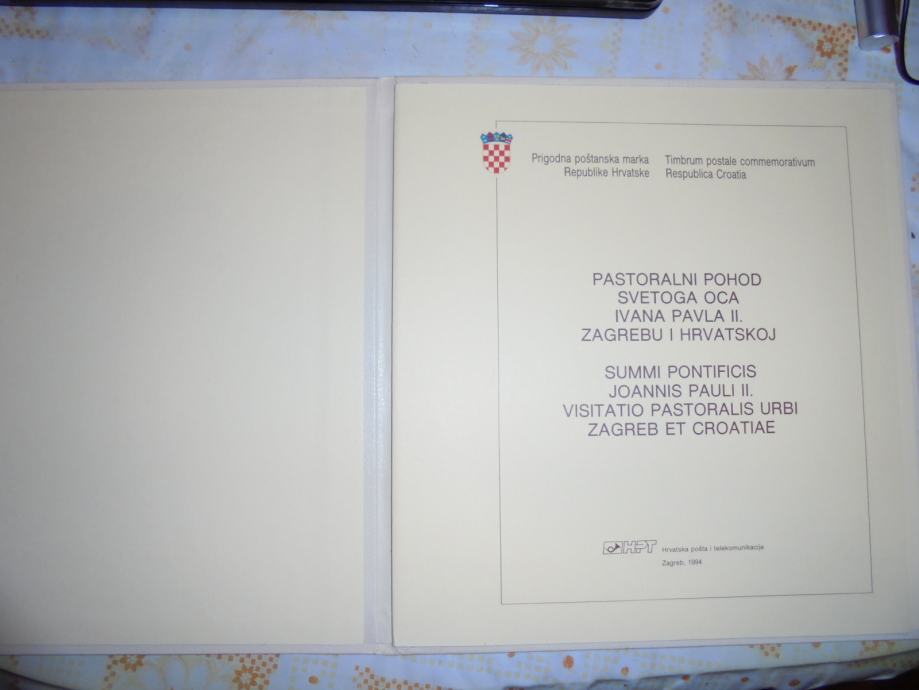 Prigodna poštanska marka
Republike Hrvatske
Timbrum postale commemorativum
Respublica Croatia
PASTORALNI POHOD
SVETOGA OCA
IVANA PAVLA II.
ZAGREBU I HRVATSKOJ
SUMMI PONTIFICIS
JOANNIS PAULI II.
VISITATIO PASTORALIS URBI
ZAGREB ET CROATIAE
HPT Hrvatska pošta i telekomunikacije
Zagreb, 1994